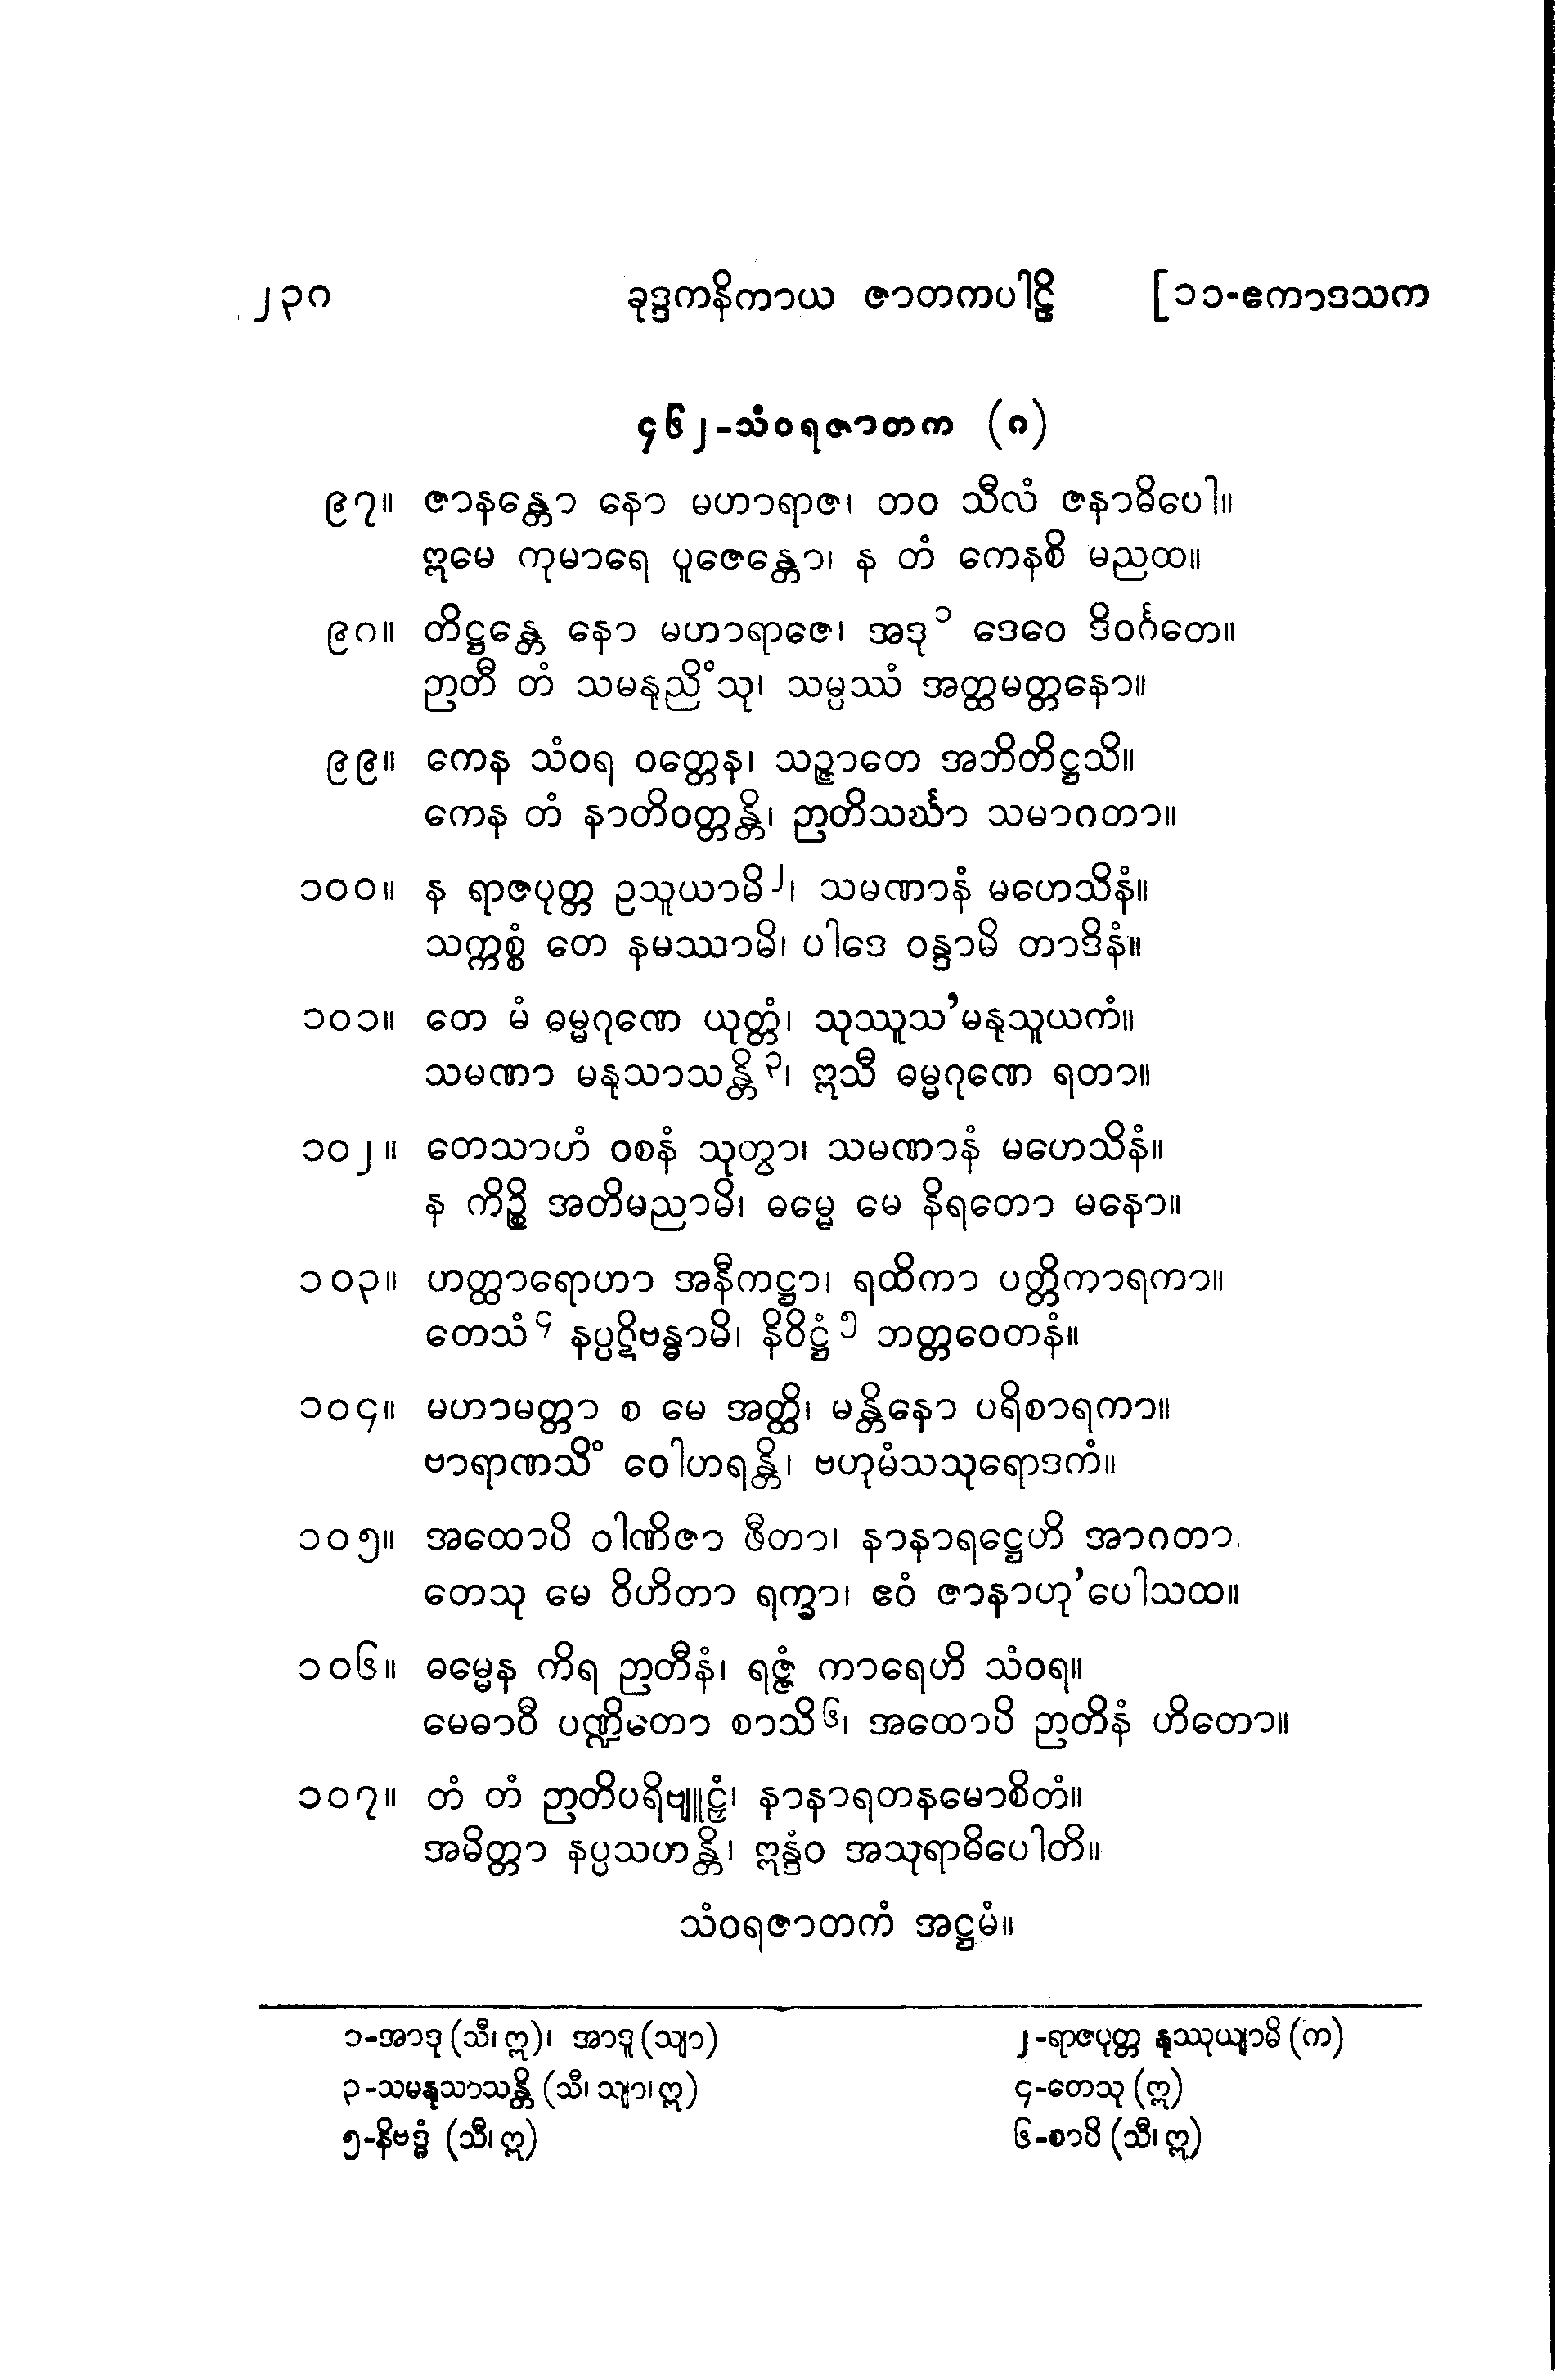 ၂၃၈ ခုဒ္ဒကနိကာယ ဇာတကပါဠိ [၁၁-ဧကာဒသက
၄၆၂-သံဝရဇာတက (၈)
၉၇။ ဇာနန္တော နော မဟာရာဇ၊ တဝ သီလံ ဇနာဓိပေါ။
ဣမေ ကုမာရေ ပူဇေန္တော၊ န တံ ကေနစိ မညထ။
၉၈။ တိဋ္ဌန္တေ နော မဟာရာဇေ၊ အဒု၁ ဒေဝေ ဒိဝင်္ဂတေ။
ဉာတီ တံ သမနုညိံသု၊ သမ္ပဿံ အတ္ထမတ္တနော။
၉၉။ ကေန သံဝရ ဝတ္တေန၊ သဉ္ဇာတေ အဘိတိဋ္ဌသိ။
ကေန တံ နာတိဝတ္တန္တိ၊ ဉာတိသင်္ဃာ သမာဂတာ။
၁၀၀။ န ရာဇပုတ္တ ဥသူယာမိ၂၊ သမဏာနံ မဟေသိနံ။
သက္ကစ္စံ တေ နမဿာမိ၊ ပါဒေ ဝန္ဒာမိ တာဒိနံ။
၁၀၁။ တေ မံ ဓမ္မဂုဏေ ယုတ္တံ၊ သုဿူသ’မနုသူယကံ။
သမဏာ မနုသာသန္တိ၃၊ ဣသီ ဓမ္မဂုဏေ ရတာ။
၁၀၂။ တေသာဟံ ဝစနံ သုတွာ၊ သမဏာနံ မဟေသိနံ။
န ကိဉ္စိ အတိမညာမိ၊ ဓမ္မေ မေ နိရတော မနော။
၁၀၃။ ဟတ္ထာရောဟာ အနီကဋ္ဌာ၊ ရထိကာ ပတ္တိကာရကာ။
တေသံ၄ နပ္ပဋိဗန္ဓာမိ၊ နိဝိဋ္ဌံ၅ ဘတ္တဝေတနံ။
၁၀၄။ မဟာမတ္တာ စ မေ အတ္ထိ၊ မန္တိနော ပရိစာရကာ။
ဗာရာဏသိံ ဝေါဟရန္တိ၊ ဗဟုမံသသုရောဒကံ။
၁၀၅။ အထောပိ ဝါဏိဇာ ဖီတာ၊ နာနာရဋ္ဌေဟိ အာဂတာ၊
တေသု မေ ဝိဟိတာ ရက္ခာ၊ ဧဝံ ဇာနာဟု’ပေါသထ။
၁၀၆။ ဓမ္မေန ကိရ ဉာတီနံ၊ ရဇ္ဇံ ကာရေဟိ သံဝရ။
မေဓာဝီ ပဏ္ဍိတော စာသိ၆၊ အထောပိ ဉာတိနံ ဟိတော။
၁၀၇။ တံ တံ ဉာတိပရိဗျူဠှံ၊ နာနာရတနမောစိတံ။
အမိတ္တာ နပ္ပသဟန္တိ၊ ဣန္ဒံဝ အသုရာဓိပေါတိ။
သံဝရဇာတကံ အဋ္ဌမံ။
၁-အာဒု (သီ၊ ဣ)၊ အာဒူ (သျာ) ၂-ရာဇပုတ္တ နုဿုယျာမိ (က)
၃-သမနုသာသန္တိ (သီ၊ သျာ၊ ဣ) ၄-တေသု (ဣ)
၅-နိဗဒ္ဓံ (သီ၊ ဣ) ၆-စာပိ (သီ၊ ဣ)